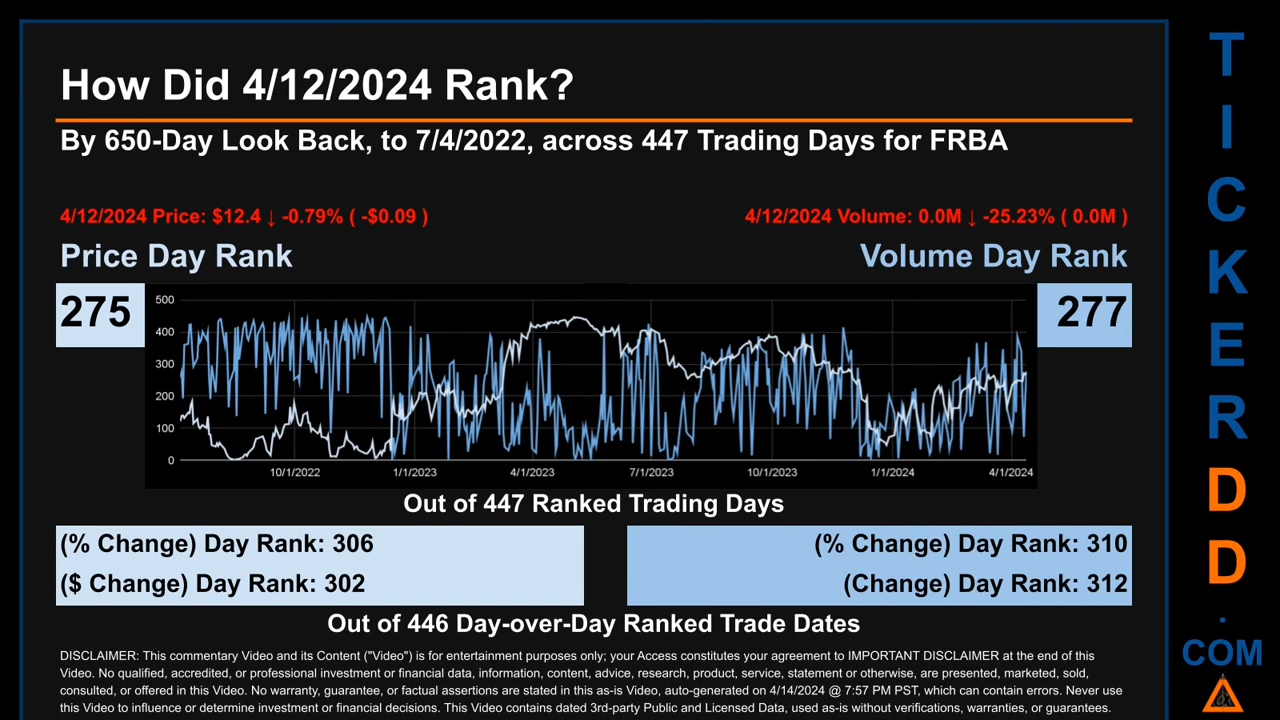 How Did 4/12/2024 Rank?
By 650-Day Look Back, to 7/4/2022, across 447 Trading Days for FRBA
4/12/2024 Price: $12.4 ↓ -0.79% ( -$0.09 )
4/12/2024 Volume: 0.0M ↓ -25.23% ( 0.0M )
Price Day Rank
Volume Day Rank
275
277
500
400
300
200
100
0
10/1/2022
1/1/2023
4/1/2023
7/1/2023
10/1/2023
1/1/2024
4/1/2024
Out of 447 Ranked Trading Days
(% Change) Day Rank: 306
($ Change) Day Rank: 302
(% Change) Day Rank: 310
(Change) Day Rank: 312
Out of 446 Day-over-Day Ranked Trade Dates
DISCLAIMER: This commentary Video and its Content ("Video") is for entertainment purposes only; your Access constitutes your agreement to IMPORTANT DISCLAIMER at the end of this
Video. No qualified, accredited, or professional investment or financial data, information, content, advice, research, product, service, statement or otherwise, are presented, marketed, sold,
consulted, or offered in this Video. No warranty, guarantee, or factual assertions are stated in this as-is Video, auto-generated on 4/14/2024 @ 7:57 PM PST, which can contain errors. Never use
this Video to influence or determine investment or financial decisions. This Video contains dated 3rd-party Public and Licensed Data, used as-is without verifications, warranties, or guarantees.
T
I
C
K
E
R
D
D
.
COM